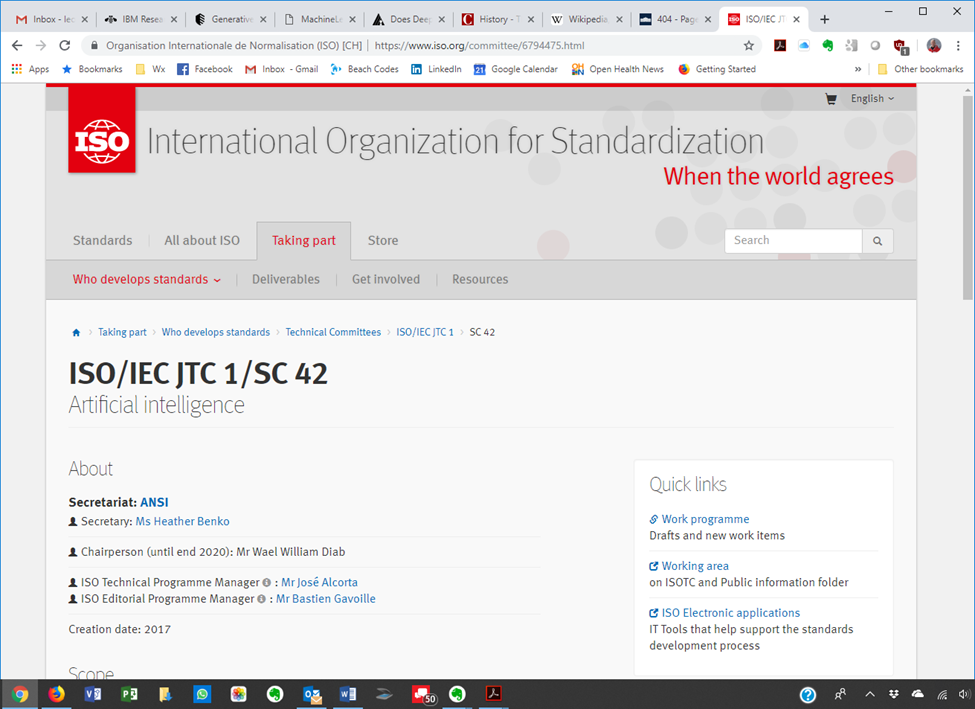 Inbox - iec
IBM Resea
Generative
MachineLe
Does Deep
History - T
Wikipedia,
404 - Page
ISO/IEC JT
Organisation Internationale de Normalisation (ISO) [CH] | https://www.iso.org/committee/6794475.html
1
Apps
Bookmarks
Wx
Facebook
Inbox - Gmail
Beach Codes
LinkedIn
21
Google Calendar
Open Health News
Getting Started
»
Other bookmarks
English
ISO
International Organization for Standardization
When the world agrees
Standards
All about ISO
Taking part
Store
Search
Who develops standards
Deliverables
Get involved
Resources
Taking part > Who develops standards > Technical Committees > ISO/IEC JTC 1 > SC 42
ISO/IEC JTC 1/SC 42
Artificial intelligence
About
Secretariat: ANSI
Secretary: Ms Heather Benko
Chairperson (until end 2020): Mr Wael William Diab
ISO Technical Programme Manager : Mr José Alcorta
ISO Editorial Programme Manager : Mr Bastien Gavoille
Creation date: 2017
Scope
Quick links
Work programme
Drafts and new work items
Working area
on ISOTC and Public information folder
ISO Electronic applications
IT Tools that help support the standards
development process
50